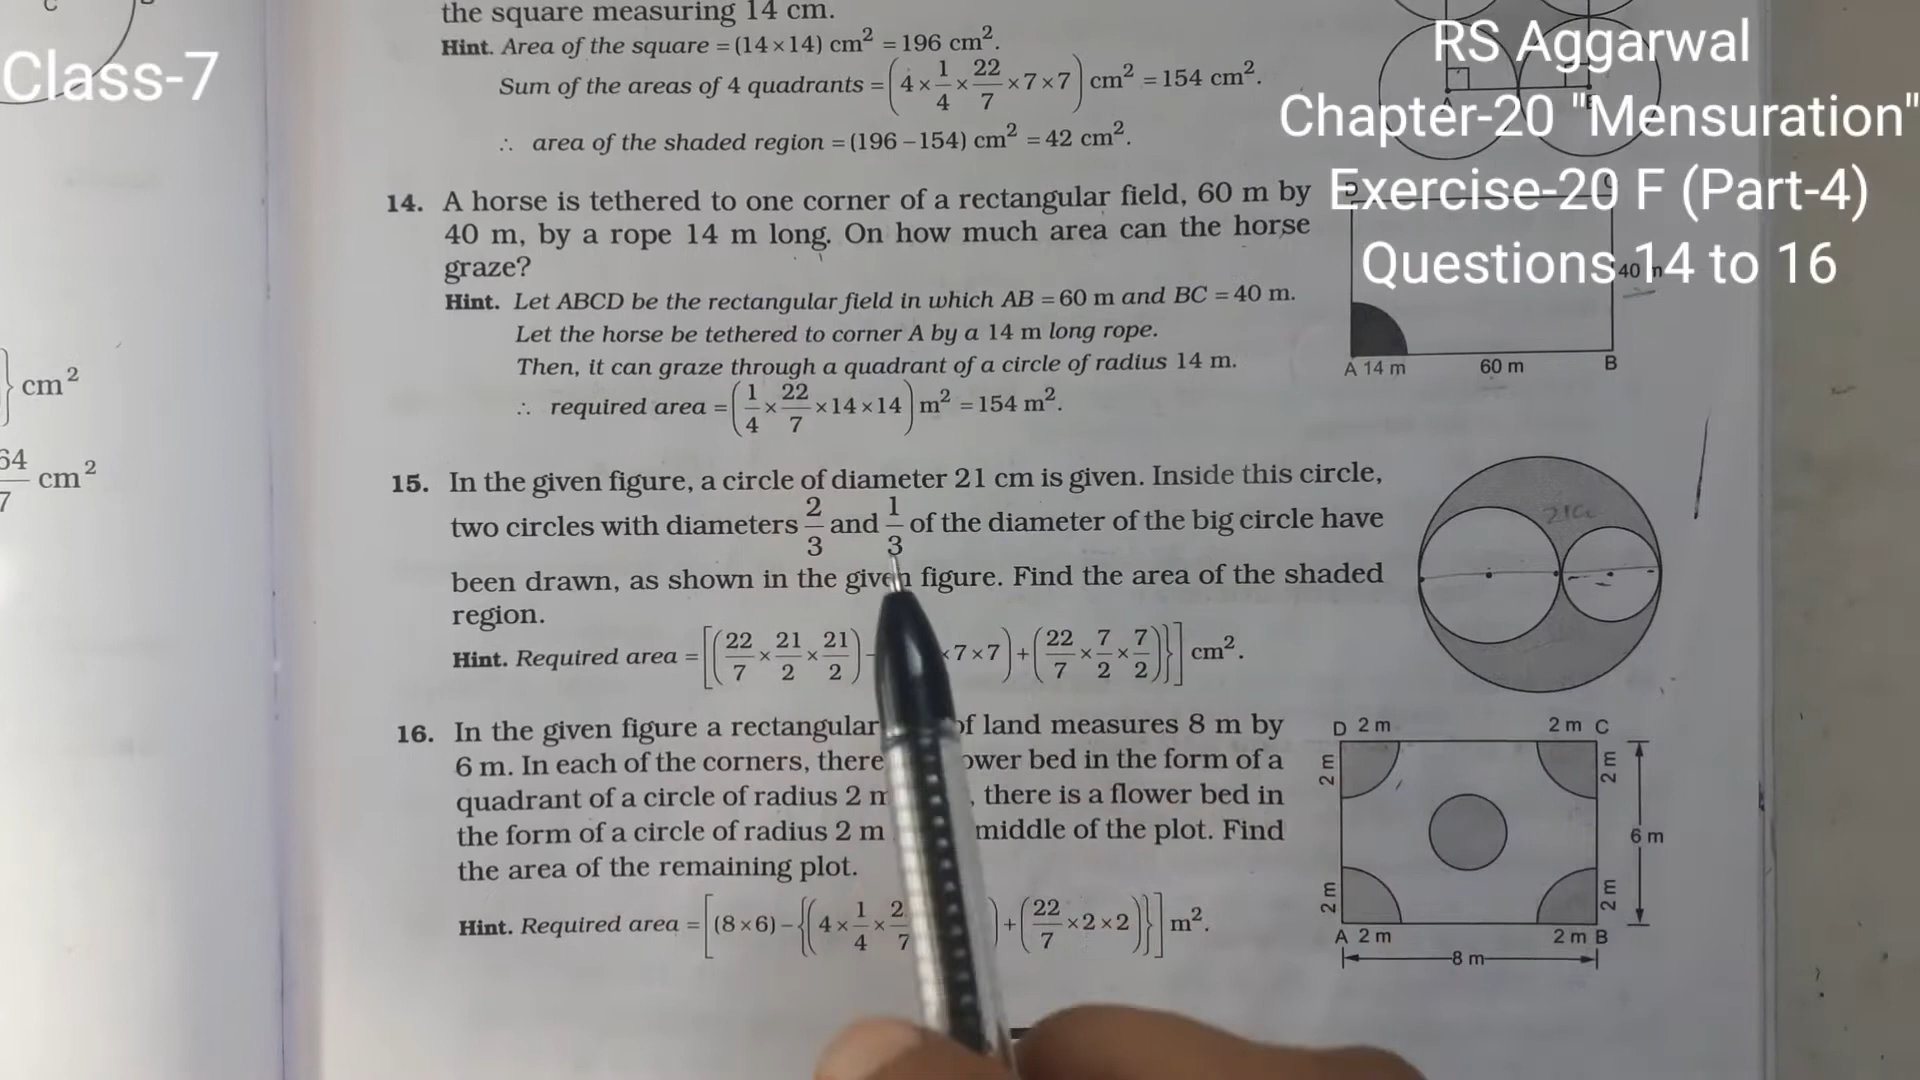 the square measuring 14 cm.
Hint. Area of the square = (14×14) cm² = 196 cm².
Sum of the areas of 4 quadrants = (4 × 1/4 × 22/7 × 7 × 7) cm² = 154 cm².
∴ area of the shaded region = (196 – 154) cm² = 42 cm².
Class-7
RS Aggarwal
Chapter-20 "Mensuration"
Exercise-20 F (Part-4)
Questions 14 to 16
14. A horse is tethered to one corner of a rectangular field, 60 m by
40 m, by a rope 14 m long. On how much area can the horse
graze?
Hint. Let ABCD be the rectangular field in which AB = 60 m and BC = 40 m.
Let the horse be tethered to corner A by a 14 m long rope.
Then, it can graze through a quadrant of a circle of radius 14 m.
∴ required area = (1/4 × 22/7 × 14 × 14) m² = 154 m².
40 m
A 14 m 60 m B
} cm²
64/7 cm²
15. In the given figure, a circle of diameter 21 cm is given. Inside this circle,
two circles with diameters 2/3 and 1/3 of the diameter of the big circle have
been drawn, as shown in the given figure. Find the area of the shaded
region.
Hint. Required area = [(22/7 × 21/2 × 21/2) – × 7 × 7) + (22/7 × 7/2 × 7/2)}] cm².
16. In the given figure a rectangular of land measures 8 m by
6 m. In each of the corners, there flower bed in the form of a
quadrant of a circle of radius 2 m , there is a flower bed in
the form of a circle of radius 2 m middle of the plot. Find
the area of the remaining plot.
Hint. Required area = [(8 × 6) – {(4 × 1/4 × 2 /7 ) + (22/7 × 2 × 2)}] m².
D 2 m 2 m C
2 m 2 m
6 m
2 m 2 m
A 2 m 2 m B
8 m